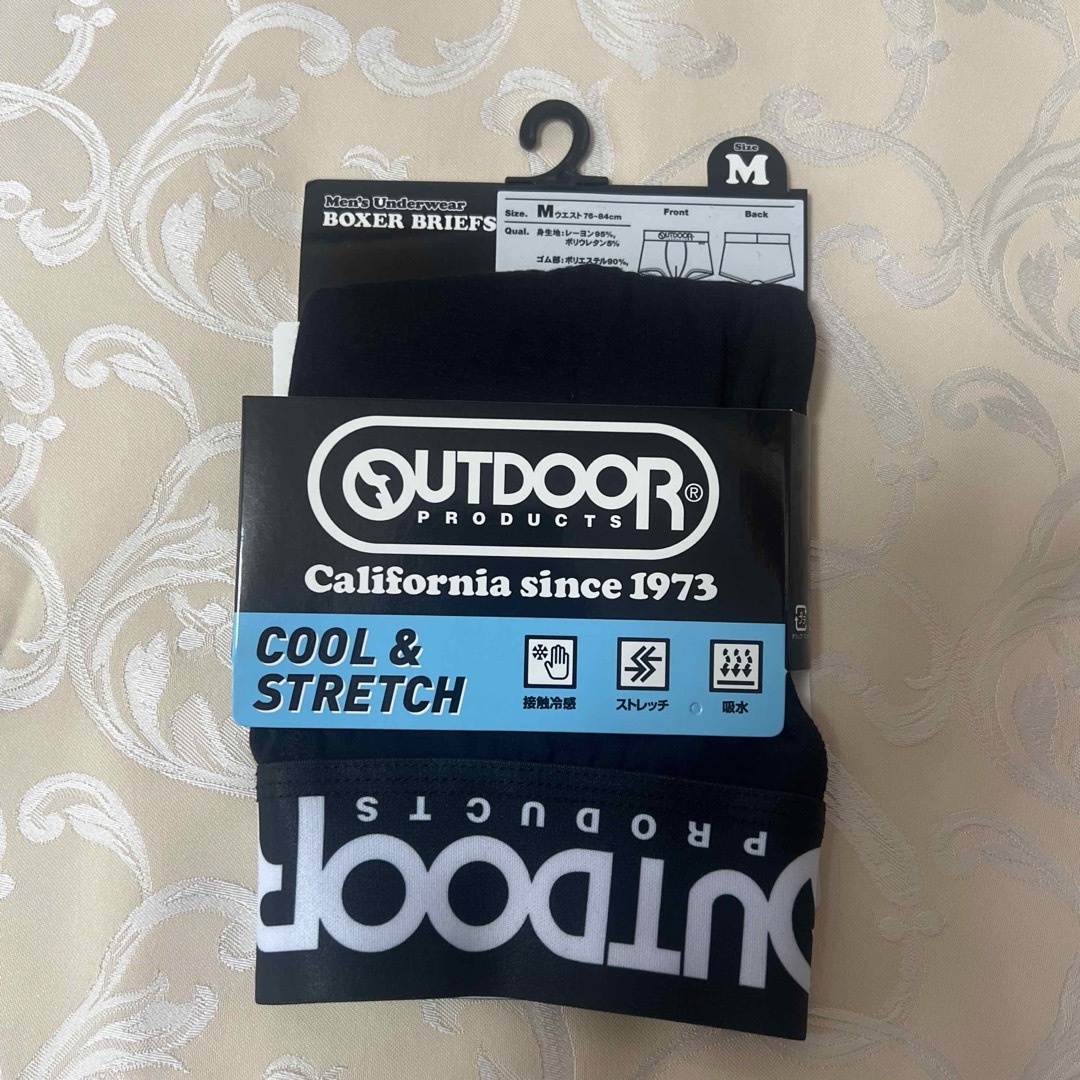 Size
M
Men's Underwear
BOXER BRIEFS
Size. Mウエスト76~84cm
Front
Back
Qual. 身生地:レーヨン95%,
ポリウレタン5%
ゴム部:ポリエステル90%,
OUTDOOR
OUTDOOR®
PRODUCTS
California since 1973
COOL &
STRETCH
接触冷感
ストレッチ
吸水
PRODUCTS
OUTDOOR